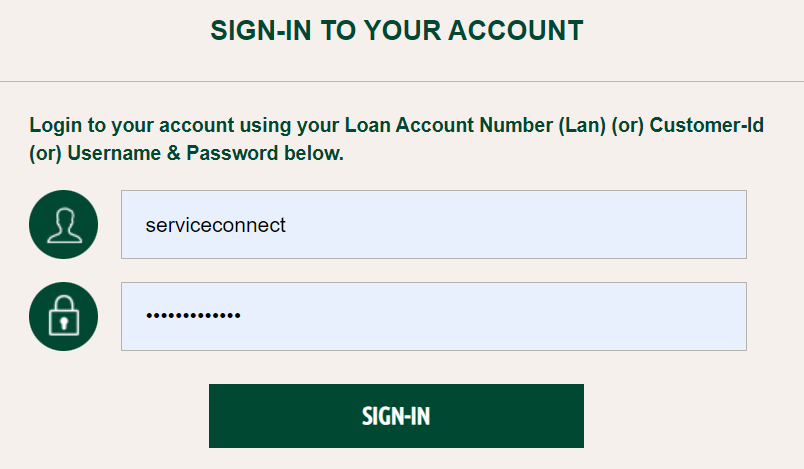 SIGN-IN TO YOUR ACCOUNT
Login to your account using your Loan Account Number (Lan) (or) Customer-Id
(or) Username & Password below.
serviceconnect
•••••••••••••
SIGN-IN